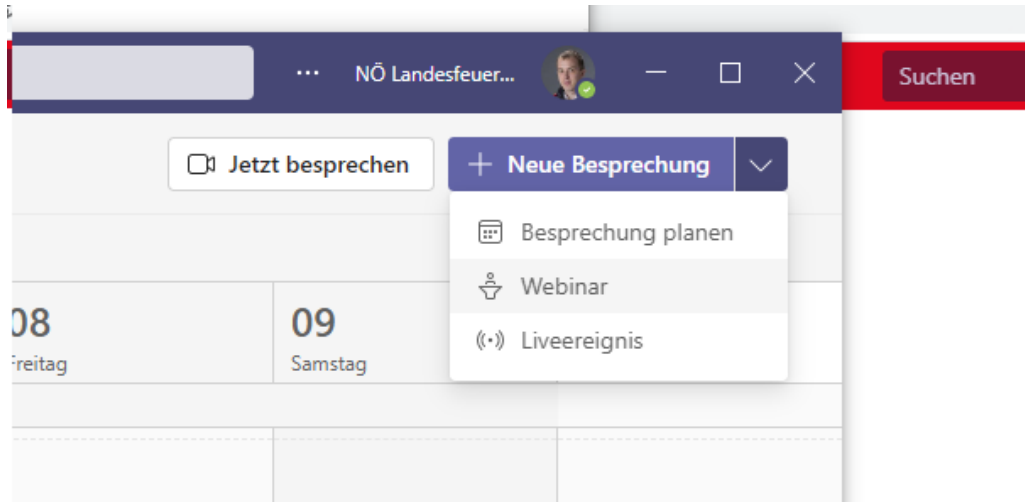 ... NÖ Landesfeuer...
Suchen
Jetzt besprechen
+ Neue Besprechung
Besprechung planen
Webinar
Liveereignis
08
Freitag
09
Samstag